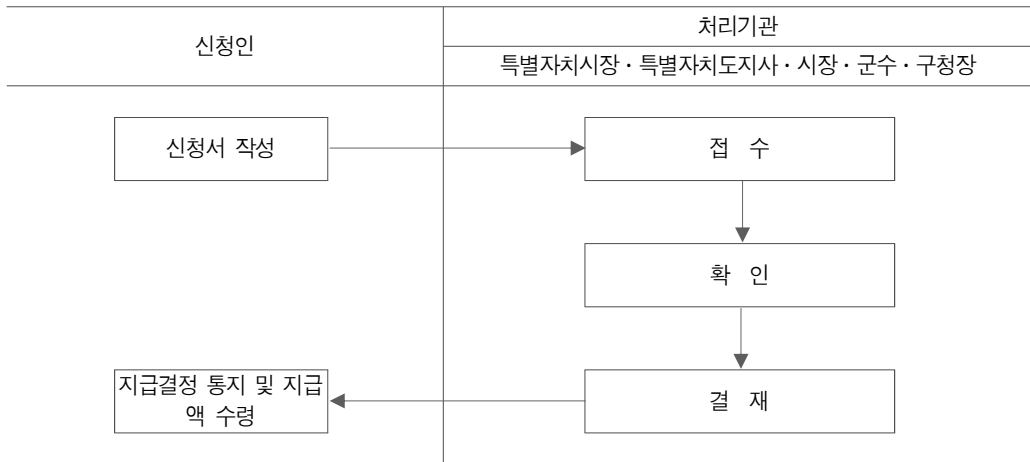 신청인
처리기관
특별자치시장·특별자치도지사·시장·군수·구청장
신청서 작성
접 수
확 인
지급결정 통지 및 지급
액 수령
결 재